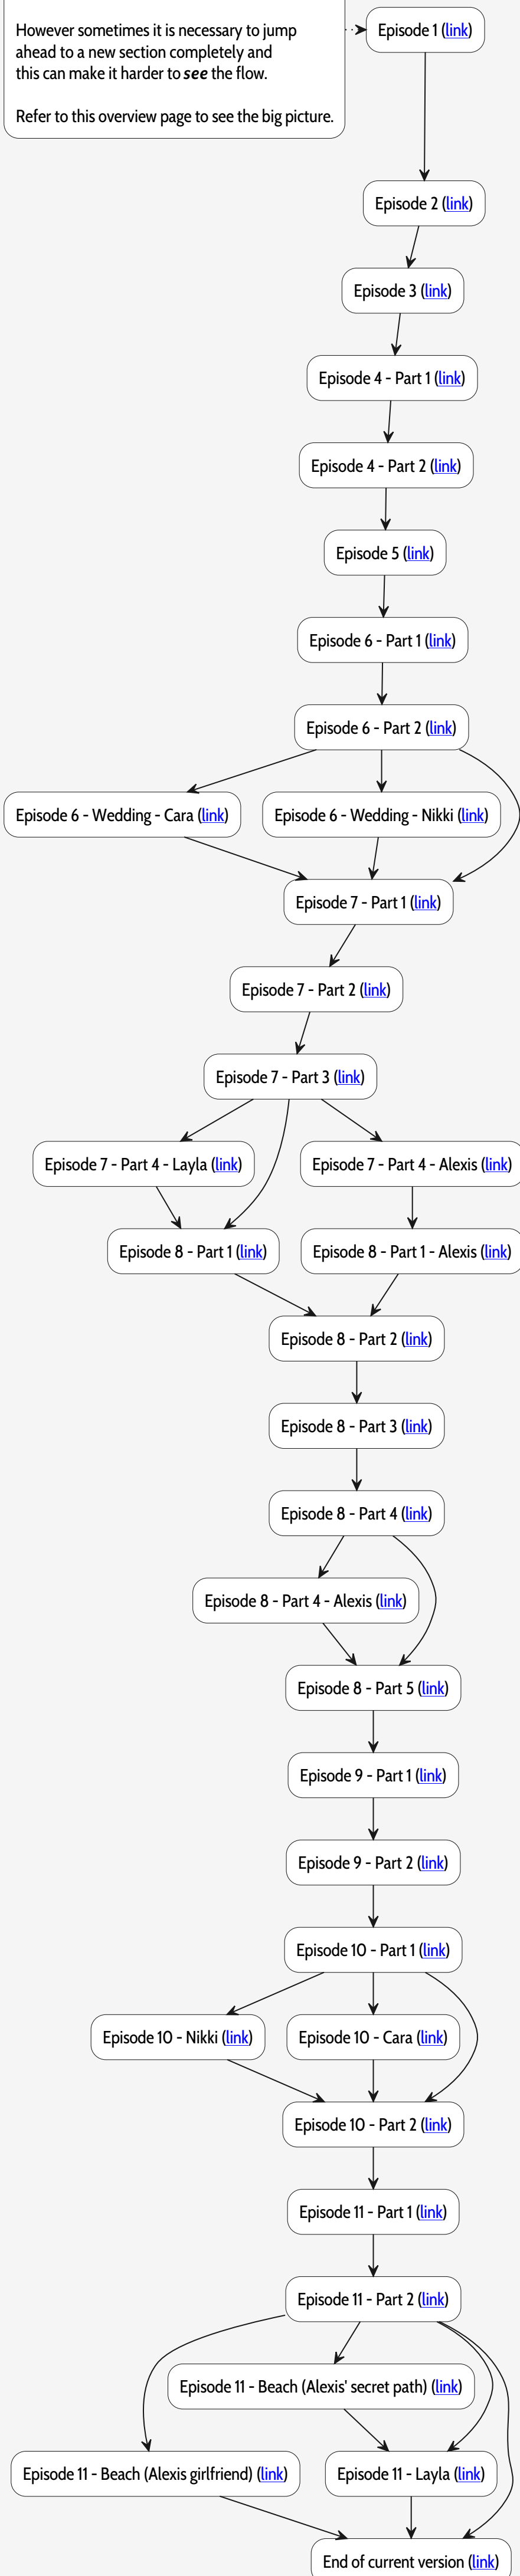 However sometimes it is necessary to jump
ahead to a new section completely and
this can make it harder to see the flow.
Refer to this overview page to see the big picture.
Episode 1 (link)
Episode 2 (link)
Episode 3 (link)
Episode 4 - Part 1 (link)
Episode 4 - Part 2 (link)
Episode 5 (link)
Episode 6 - Part 1 (link)
Episode 6 - Part 2 (link)
Episode 6 - Wedding - Cara (link)
Episode 6 - Wedding - Nikki (link)
Episode 7 - Part 1 (link)
Episode 7 - Part 2 (link)
Episode 7 - Part 3 (link)
Episode 7 - Part 4 - Layla (link)
Episode 7 - Part 4 - Alexis (link)
Episode 8 - Part 1 (link)
Episode 8 - Part 1 - Alexis (link)
Episode 8 - Part 2 (link)
Episode 8 - Part 3 (link)
Episode 8 - Part 4 (link)
Episode 8 - Part 4 - Alexis (link)
Episode 8 - Part 5 (link)
Episode 9 - Part 1 (link)
Episode 9 - Part 2 (link)
Episode 10 - Part 1 (link)
Episode 10 - Nikki (link)
Episode 10 - Cara (link)
Episode 10 - Part 2 (link)
Episode 11 - Part 1 (link)
Episode 11 - Part 2 (link)
Episode 11 - Beach (Alexis' secret path) (link)
Episode 11 - Beach (Alexis girlfriend) (link)
Episode 11 - Layla (link)
End of current version (link)